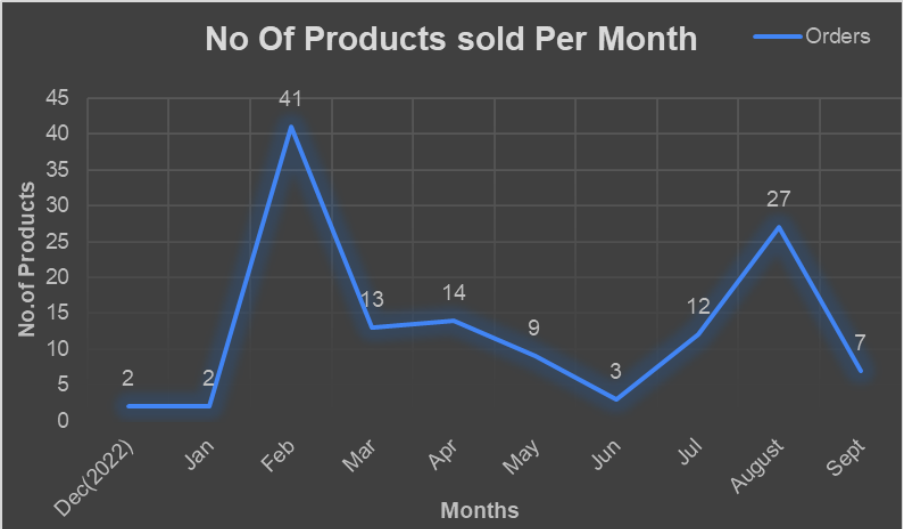 No Of Products sold Per Month
Orders
45
40
35
30
25
20
15
10
5
0
No.of Products
2
2
41
13
14
9
3
12
27
7
Dec(2022)
Jan
Feb
Mar
Apr
May
Jun
Jul
August
Sept
Months